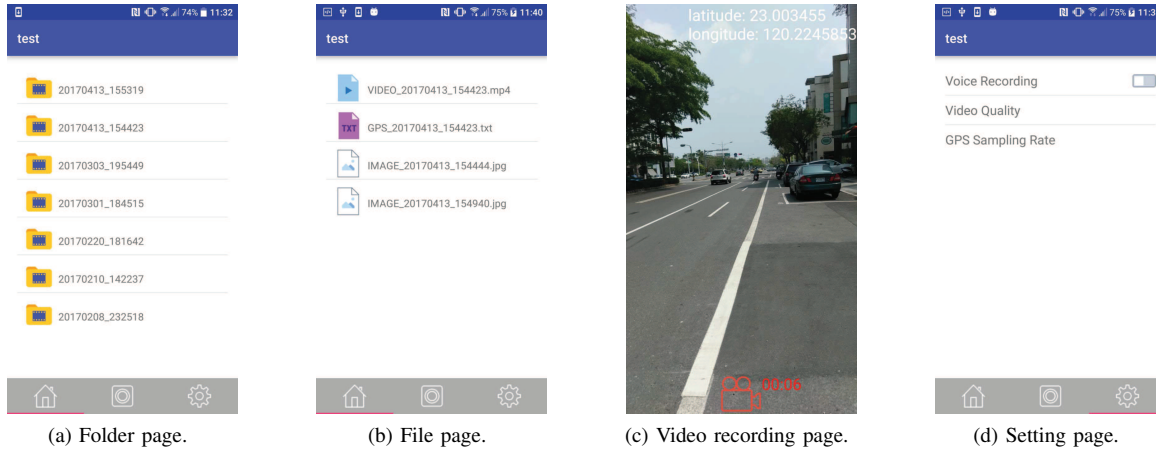 74% 11:32
test
20170413_155319
20170413_154423
20170303_195449
20170301_184515
20170220_181642
20170210_142237
20170208_232518
(a) Folder page.
75% 11:40
test
VIDEO_20170413_154423.mp4
TXT GPS_20170413_154423.txt
IMAGE_20170413_154444.jpg
IMAGE_20170413_154940.jpg
(b) File page.
latitude: 23.003455
longitude: 120.2245853
00:06
(c) Video recording page.
75% 11:3
test
Voice Recording
Video Quality
GPS Sampling Rate
(d) Setting page.